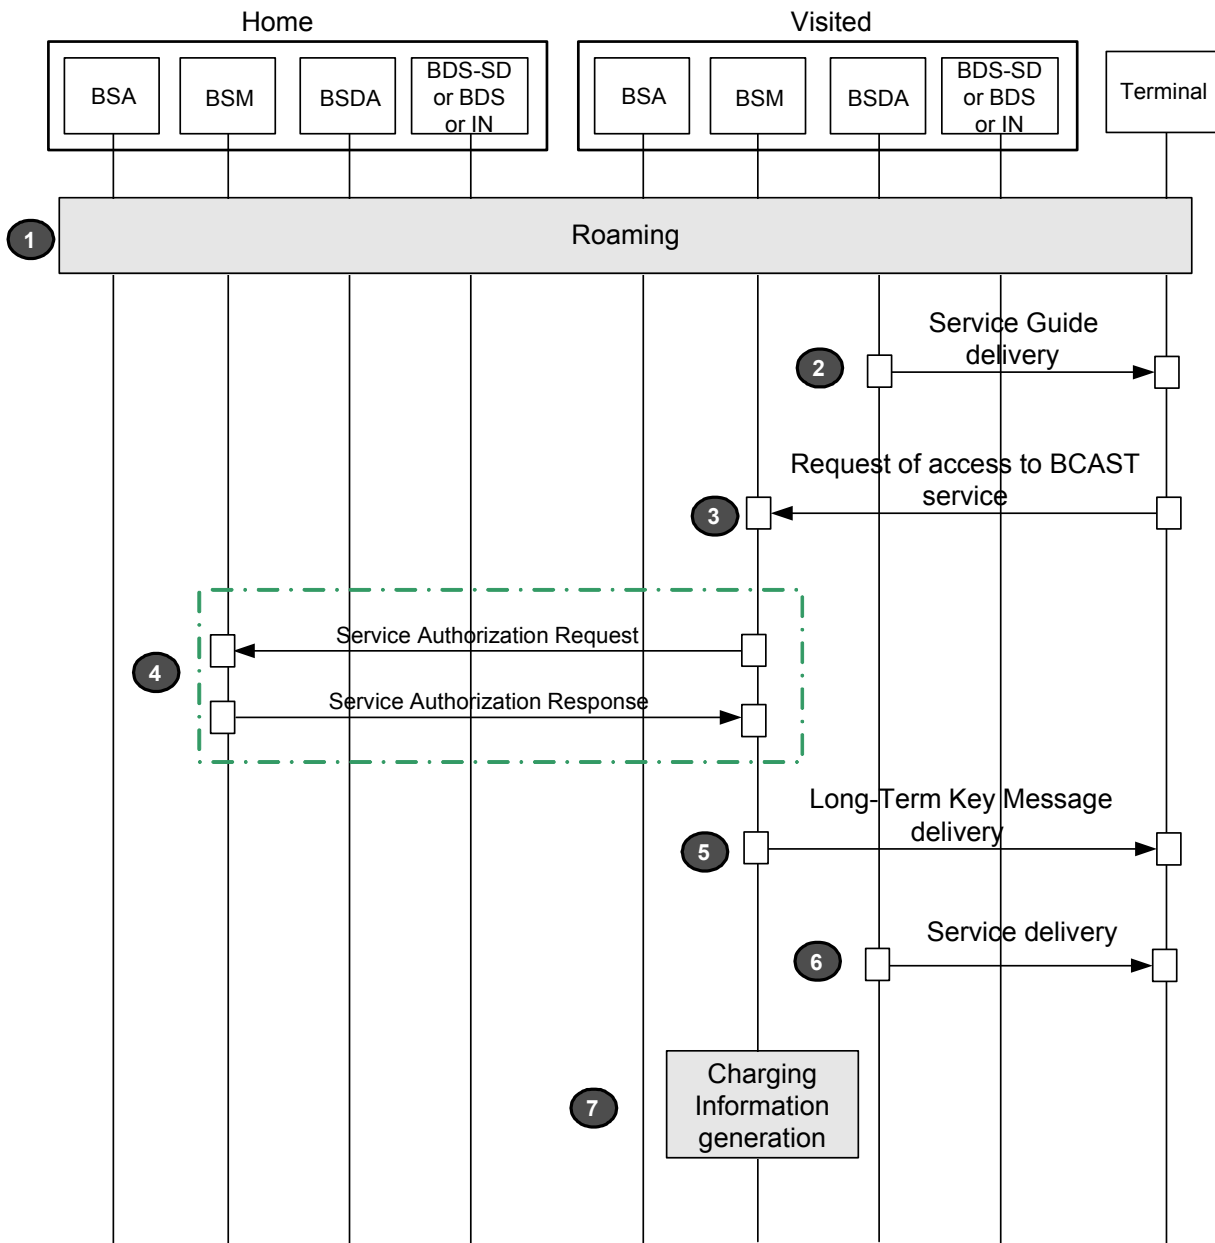 Home
Visited
BSA
BSM
BSDA
BDS-SD
or BDS
or IN
BSA
BSM
BSDA
BDS-SD
or BDS
or IN
Terminal
1
Roaming
Service Guide
delivery
2
Request of access to BCAST
service
3
Service Authorization Request
4
Service Authorization Response
Long-Term Key Message
delivery
5
Service delivery
6
Charging
Information
generation
7